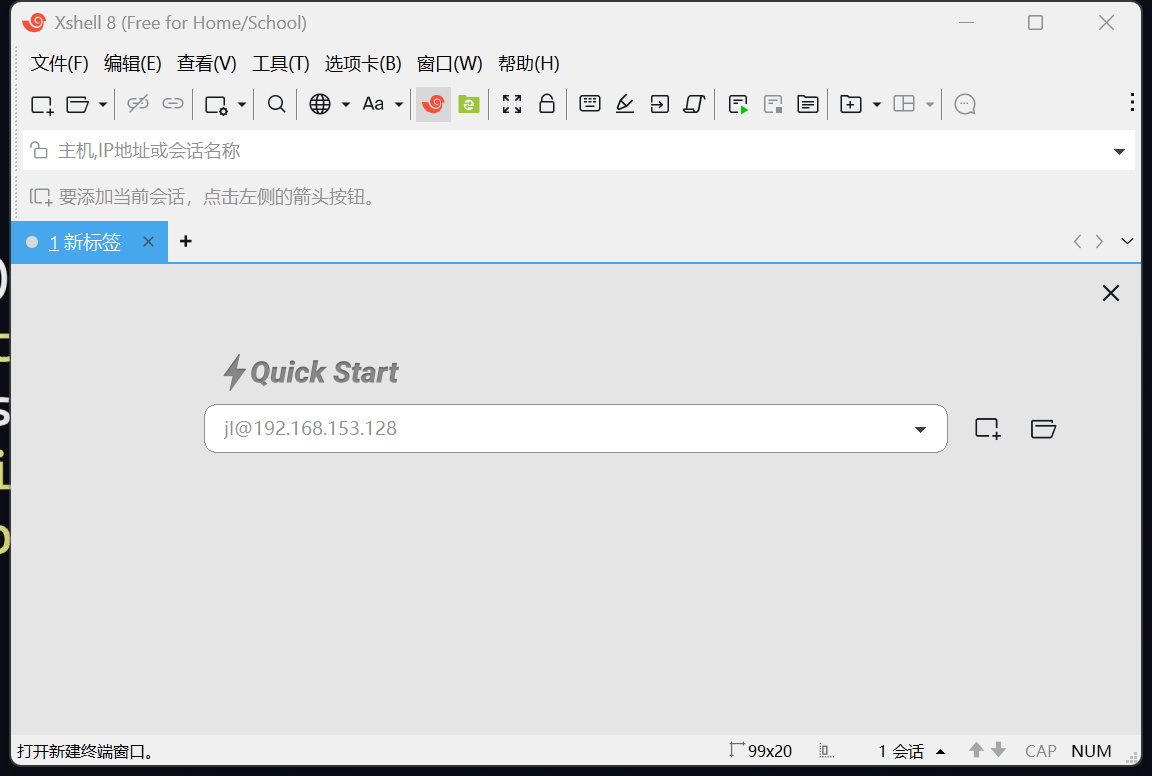 Xshell 8 (Free for Home/School)
文件(F) 编辑(E) 查看(V) 工具(T) 选项卡(B) 窗口(W) 帮助(H)
Aa
主机,IP地址或会话名称
要添加当前会话，点击左侧的箭头按钮。
1 新标签
Quick Start
jl@192.168.153.128
打开新建终端窗口。 99x20 1 会话 CAP NUM